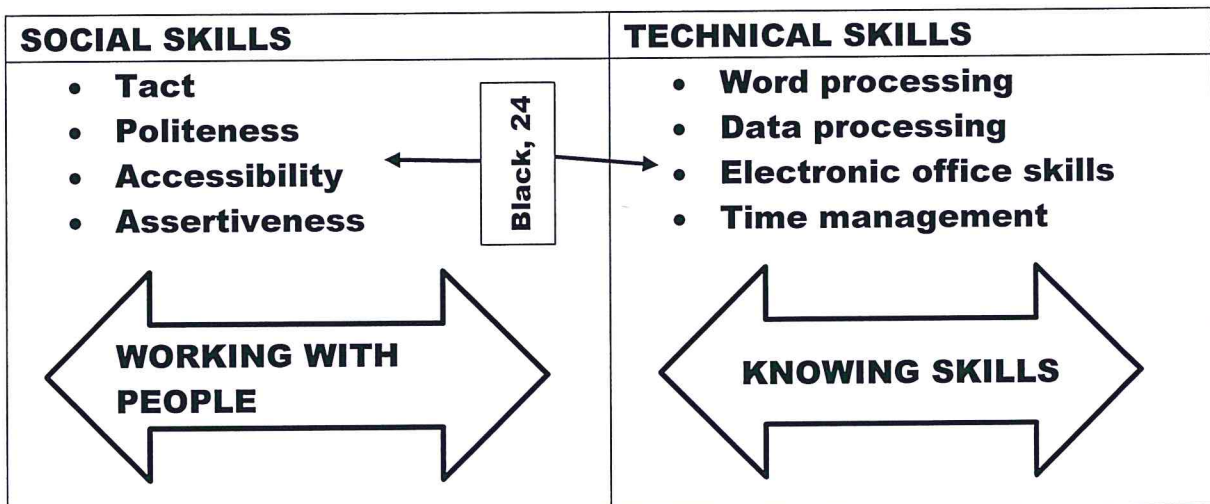 SOCIAL SKILLS
• Tact
• Politeness
• Accessibility
• Assertiveness
WORKING WITH
PEOPLE
Black, 24
TECHNICAL SKILLS
• Word processing
• Data processing
• Electronic office skills
• Time management
KNOWING SKILLS